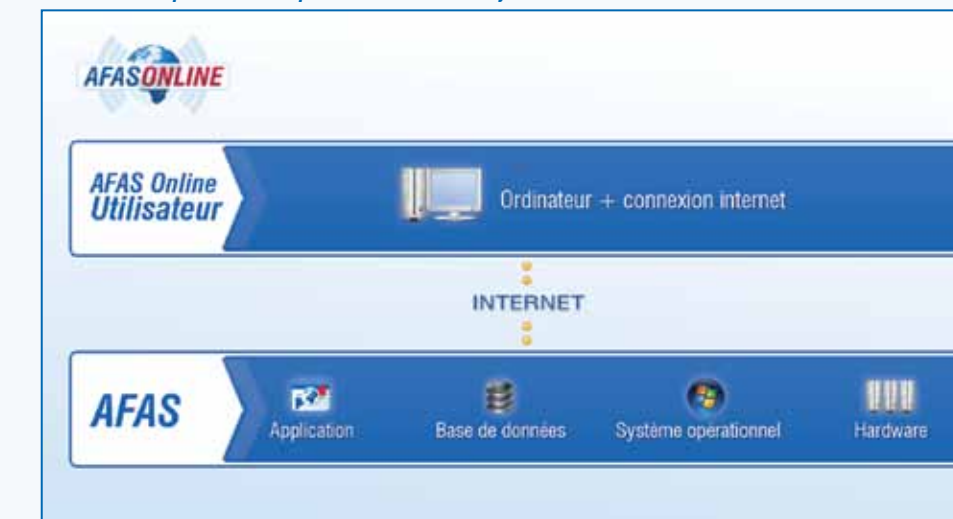 AFASONLINE
AFAS Online
Utilisateur
Ordinateur + connexion internet
INTERNET
AFAS
Application
Base de données
Système opérationnel
Hardware